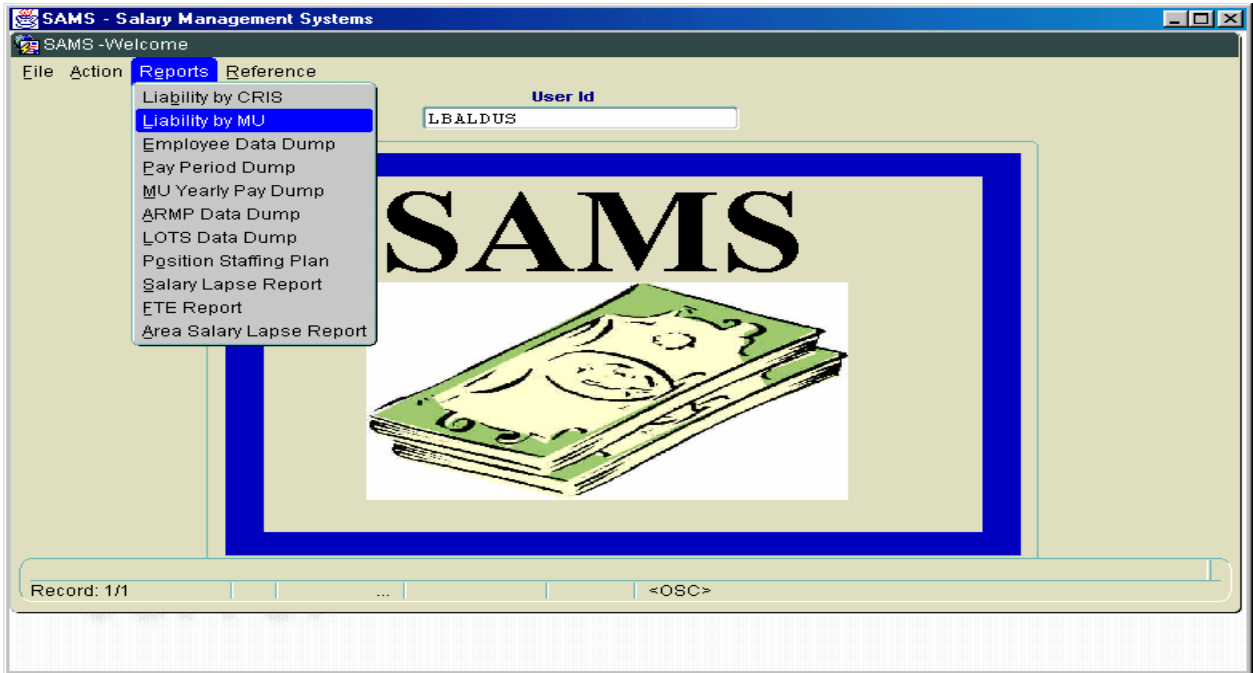 SAMS - Salary Management Systems
SAMS -Welcome
File Action Reports Reference
Liability by CRIS
Liability by MU
Employee Data Dump
Pay Period Dump
MU Yearly Pay Dump
ARMP Data Dump
LOTS Data Dump
Position Staffing Plan
Salary Lapse Report
FTE Report
Area Salary Lapse Report
User Id
LBALDUS
SAMS
Record: 1/1 ... <OSC>